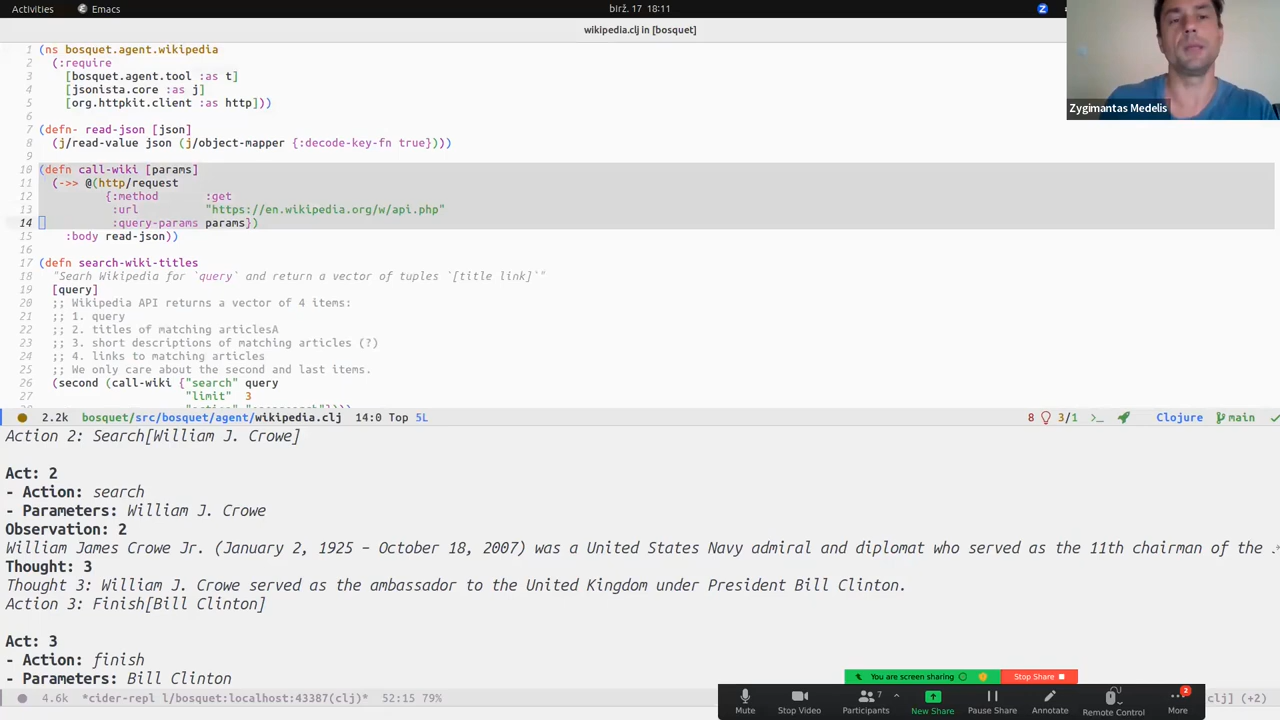 Activities Emacs birž. 17 18:11
wikipedia.clj in [bosquet]
1 (ns bosquet.agent.wikipedia
2 (:require
3 [bosquet.agent.tool :as t]
4 [jsonista.core :as j]
5 [org.httpkit.client :as http]))
6
7 (defn- read-json [json]
8 (j/read-value json (j/object-mapper {:decode-key-fn true})))
9
10 (defn call-wiki [params]
11 (->> @(http/request
12 {:method :get
13 :url "https://en.wikipedia.org/w/api.php"
14 :query-params params})
15 :body read-json))
16
17 (defn search-wiki-titles
18 "Searh Wikipedia for `query` and return a vector of tuples `[title link]`"
19 [query]
20 ;; Wikipedia API returns a vector of 4 items:
21 ;; 1. query
22 ;; 2. titles of matching articlesA
23 ;; 3. short descriptions of matching articles (?)
24 ;; 4. links to matching articles
25 ;; We only care about the second and last items.
26 (second (call-wiki {"search" query
27 "limit" 3
Zygimantas Medelis
2.2k bosquet/src/bosquet/agent/wikipedia.clj 14:0 Top 5L 8 3/1 Clojure main
Action 2: Search[William J. Crowe]
Act: 2
- Action: search
- Parameters: William J. Crowe
Observation: 2
William James Crowe Jr. (January 2, 1925 – October 18, 2007) was a United States Navy admiral and diplomat who served as the 11th chairman of the
Thought: 3
Thought 3: William J. Crowe served as the ambassador to the United Kingdom under President Bill Clinton.
Action 3: Finish[Bill Clinton]
Act: 3
- Action: finish
- Parameters: Bill Clinton
4.6k *cider-repl l/bosquet:localhost:43387(clj)* 52:15 79% clj] (+2)
You are screen sharing Stop Share
7 2
Mute Stop Video Participants New Share Pause Share Annotate Remote Control More